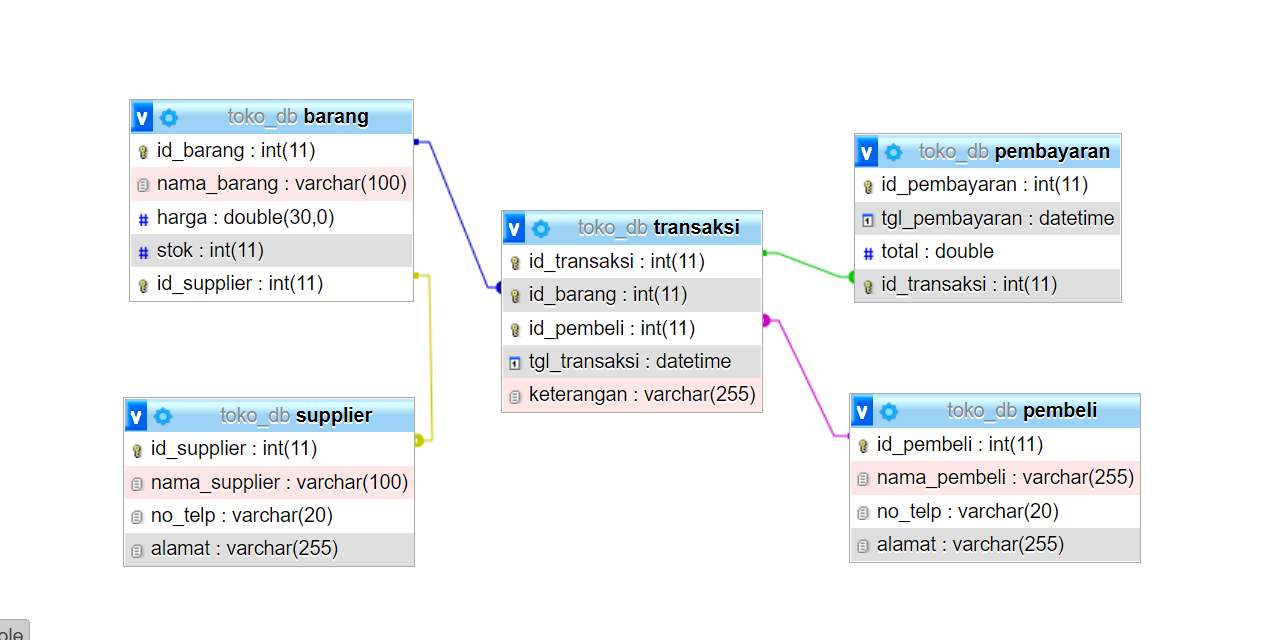 toko_db barang
id_barang : int(11)
nama_barang : varchar(100)
harga : double(30,0)
stok : int(11)
id_supplier : int(11)
toko_db supplier
id_supplier : int(11)
nama_supplier : varchar(100)
no_telp : varchar(20)
alamat : varchar(255)
toko_db transaksi
id_transaksi : int(11)
id_barang : int(11)
id_pembeli : int(11)
tgl_transaksi : datetime
keterangan : varchar(255)
toko_db pembayaran
id_pembayaran : int(11)
tgl_pembayaran : datetime
total : double
id_transaksi : int(11)
toko_db pembeli
id_pembeli : int(11)
nama_pembeli : varchar(255)
no_telp : varchar(20)
alamat : varchar(255)